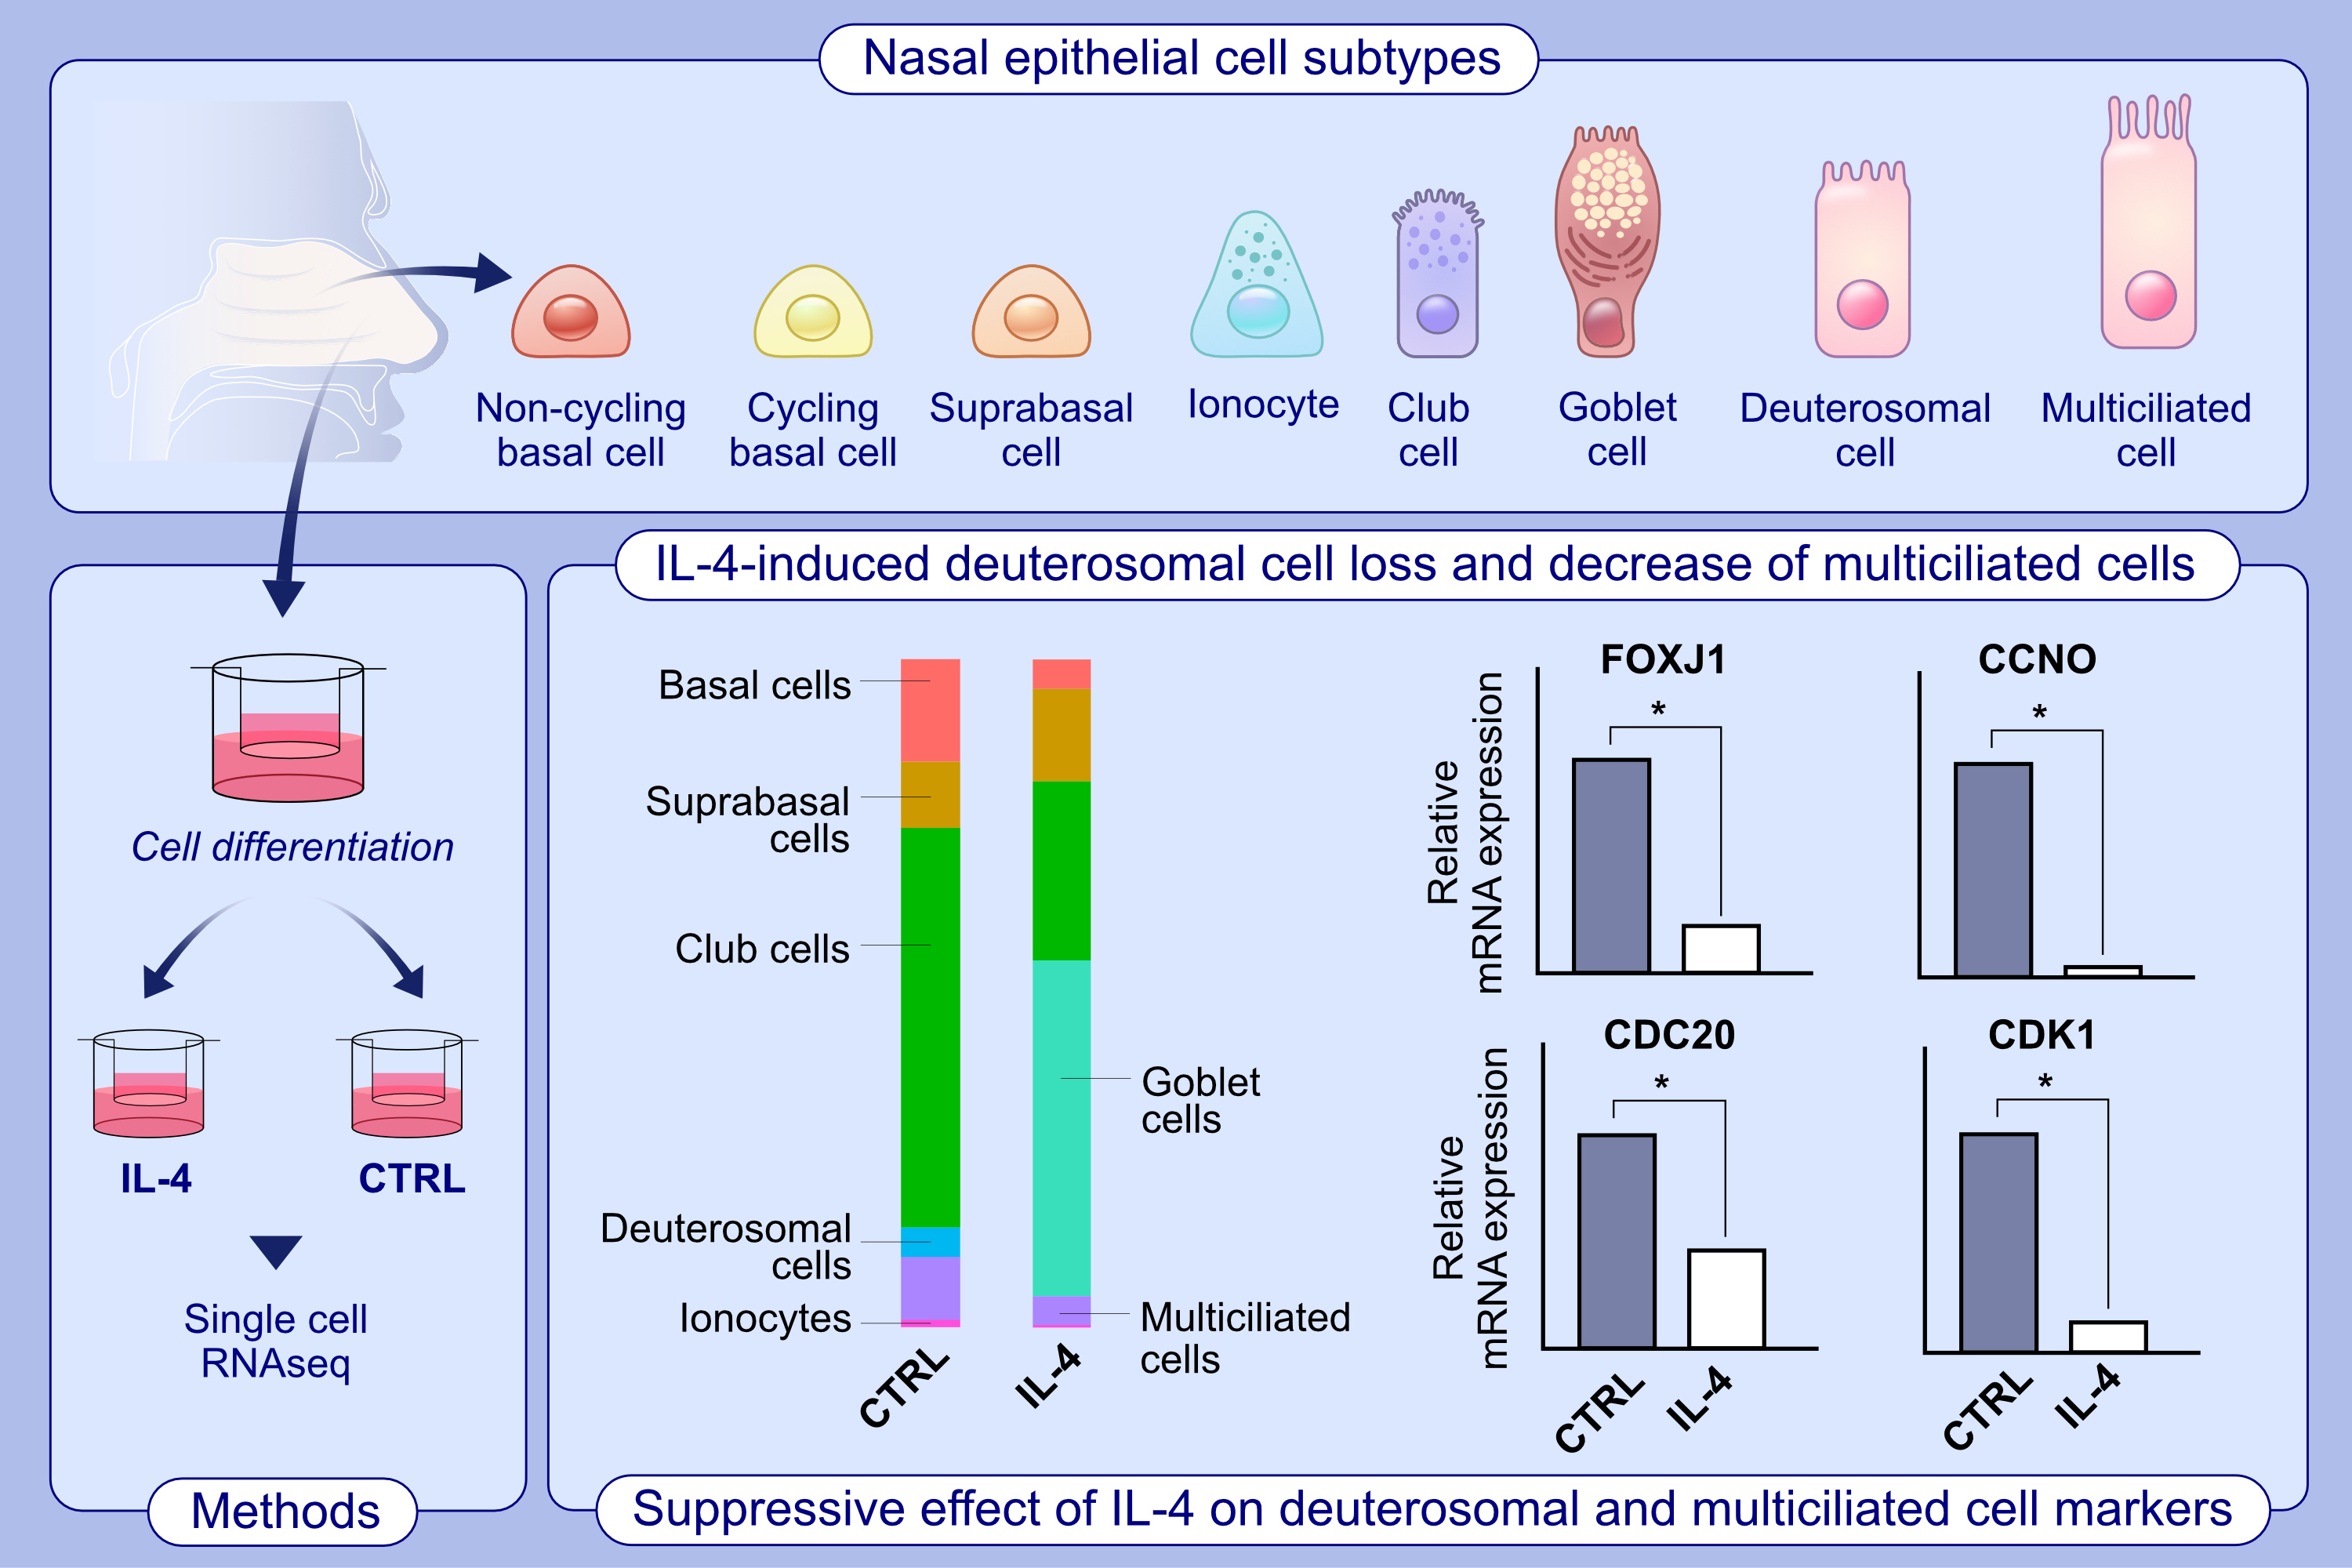 Nasal epithelial cell subtypes
Non-cycling
basal cell
Cycling
basal cell
Suprabasal
cell
Ionocyte
Club
cell
Goblet
cell
Deuterosomal
cell
Multiciliated
cell
Cell differentiation
IL-4
CTRL
Single cell
RNAseq
Methods
IL-4-induced deuterosomal cell loss and decrease of multiciliated cells
Basal cells
Suprabasal
cells
Club cells
Deuterosomal
cells
Ionocytes
Goblet
cells
Multiciliated
cells
CTRL
IL-4
Relative
mRNA expression
FOXJ1
*
CCNO
*
Relative
mRNA expression
CDC20
*
CDK1
*
CTRL
IL-4
CTRL
IL-4
Suppressive effect of IL-4 on deuterosomal and multiciliated cell markers